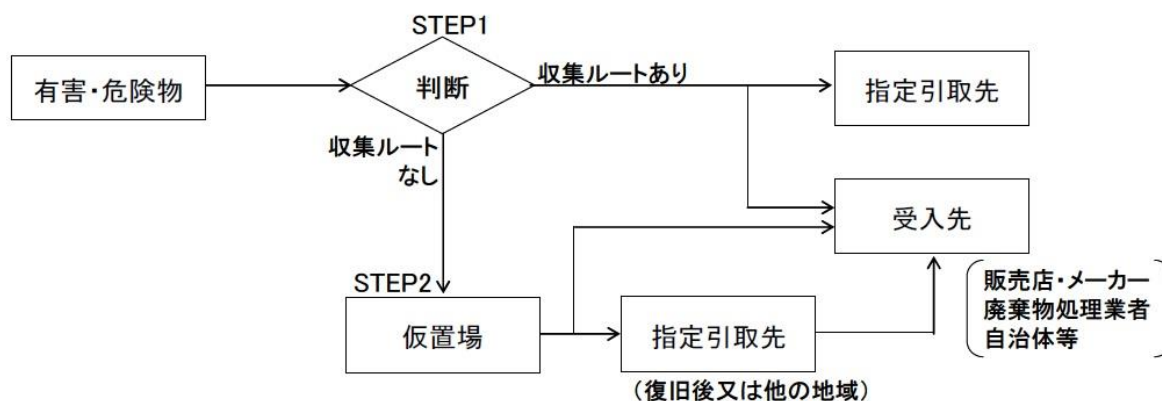 STEP1
有害・危険物
判断
収集ルートあり
指定引取先
収集ルート
なし
受入先
STEP2
仮置場
指定引取先
販売店・メーカー
廃棄物処理業者
自治体等
（復旧後又は他の地域）